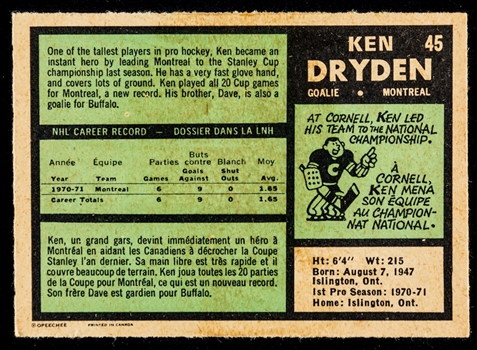 One of the tallest players in pro hockey, Ken became an
instant hero by leading Montreal to the Stanley Cup
championship last season. He has a very fast glove hand,
and covers lots of ground. Ken played all 20 Cup games
for Montreal, a new record. His brother, Dave, is also a
goalie for Buffalo.
NHL CAREER RECORD — DOSSIER DANS LA LNH
Année Équipe Parties Buts contre Blanch Moy
Year Team Games Goals Against Shut Outs Avg.
1970-71 Montreal 6 9 0 1.65
Career Totals 6 9 0 1.65
Ken, un grand gars, devint immédiatement un héro à
Montréal en aidant les Canadiens à décrocher la Coupe
Stanley l'an dernier. Sa main libre est très rapide et il
couvre beaucoup de terrain. Ken joua toutes les 20 parties
de la Coupe pour Montréal, ce qui est un nouveau record.
Son frère Dave est gardien pour Buffalo.
© OPEECHEE PRINTED IN CANADA
KEN 45
DRYDEN
GOALIE • MONTREAL
AT CORNELL, KEN LED
HIS TEAM TO THE NATIONAL
CHAMPIONSHIP.
C
À
CORNELL,
KEN MENA
SON ÉQUIPE
AU CHAMPION-
NAT NATIONAL.
Ht: 6'4" Wt: 215
Born: August 7, 1947
Islington, Ont.
1st Pro Season: 1970-71
Home: Islington, Ont.